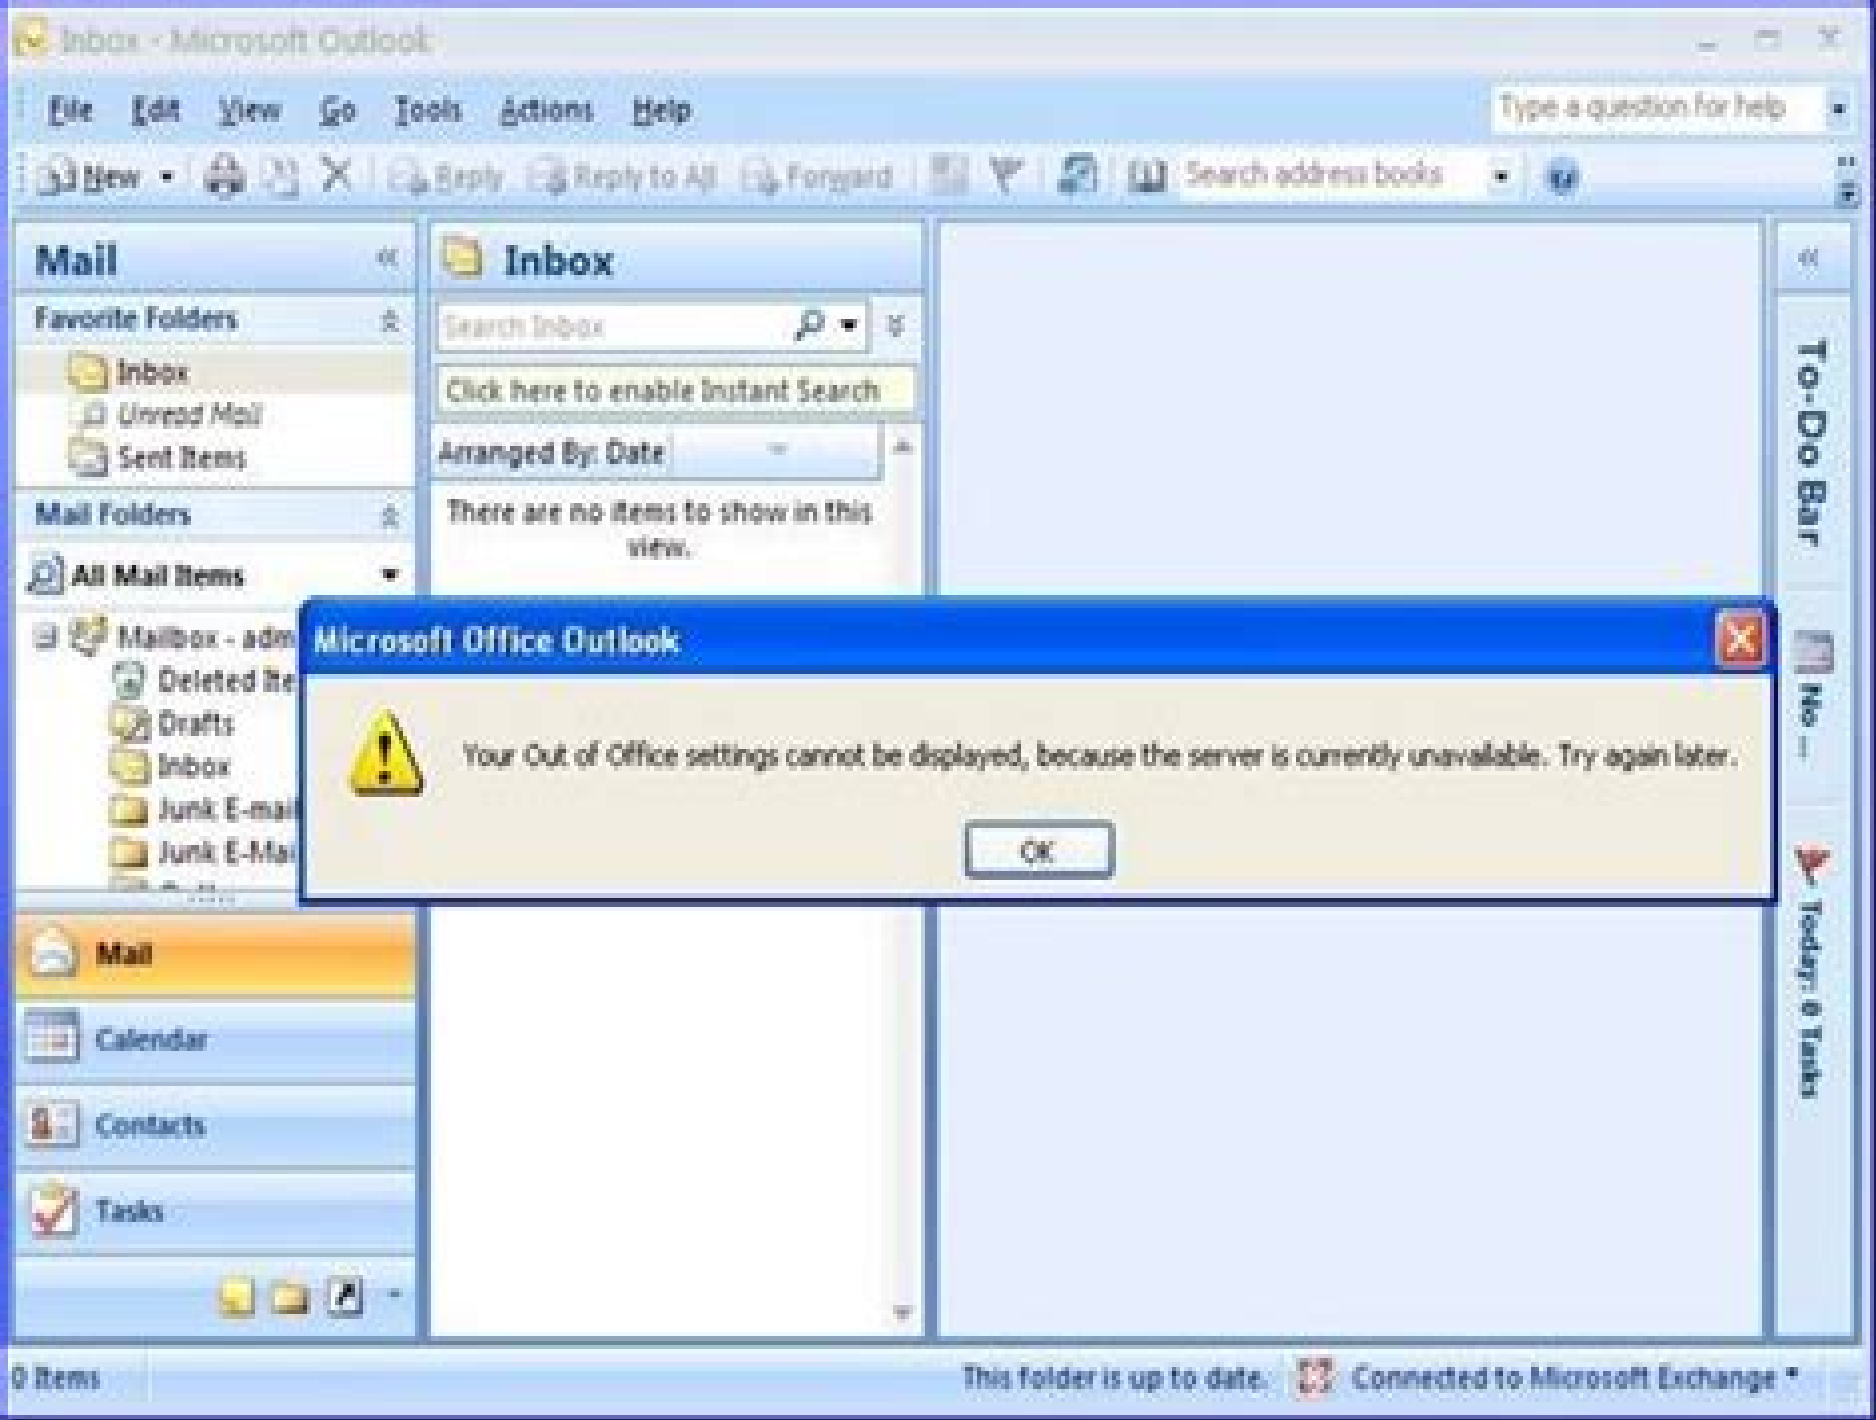 Inbox - Microsoft Outlook
File Edit View Go Tools Actions Help
Type a question for help
New Reply Reply to All Forward Search address books
Mail
Favorite Folders
Inbox
Unread Mail
Sent Items
Mail Folders
All Mail Items
Mailbox - adm
Deleted Ite
Drafts
Inbox
Junk E-mail
Junk E-Mai
Inbox
Search Inbox
Click here to enable Instant Search
Arranged By: Date
There are no items to show in this
view.
Microsoft Office Outlook
Your Out of Office settings cannot be displayed, because the server is currently unavailable. Try again later.
OK
Mail
Calendar
Contacts
Tasks
To-Do Bar
No ...
Today: 0 Tasks
0 Items
This folder is up to date.
Connected to Microsoft Exchange